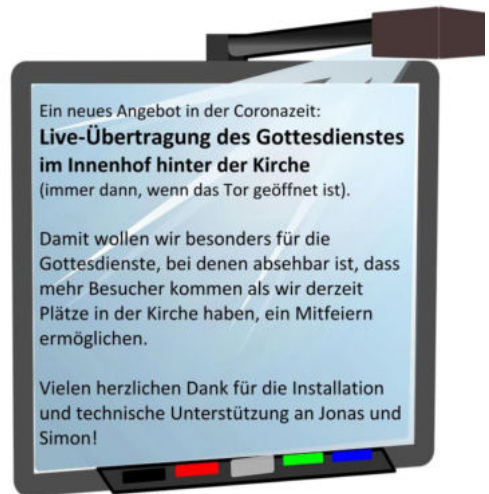 Ein neues Angebot in der Coronazeit:
Live-Übertragung des Gottesdienstes
im Innenhof hinter der Kirche
(immer dann, wenn das Tor geöffnet ist).
Damit wollen wir besonders für die
Gottesdienste, bei denen absehbar ist, dass
mehr Besucher kommen als wir derzeit
Plätze in der Kirche haben, ein Mitfeiern
ermöglichen.
Vielen herzlichen Dank für die Installation
und technische Unterstützung an Jonas und
Simon!